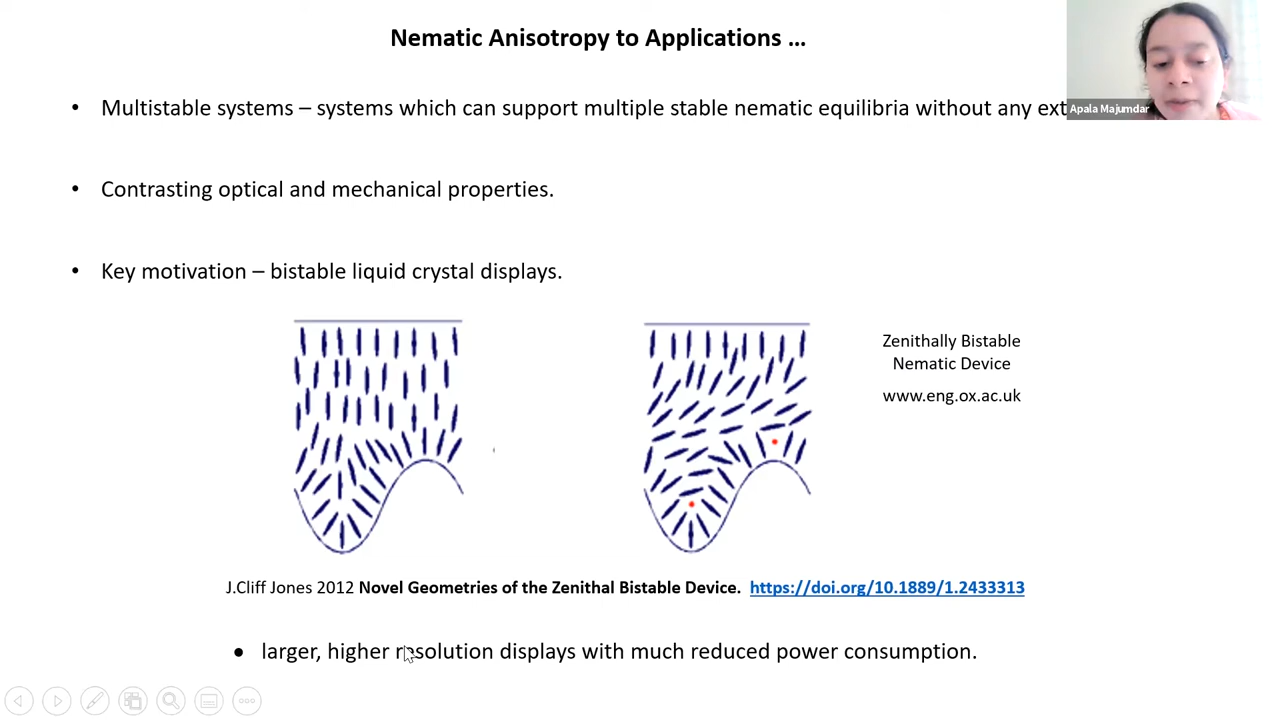 Nematic Anisotropy to Applications …
Apala Majumdar
• Multistable systems – systems which can support multiple stable nematic equilibria without any
• Contrasting optical and mechanical properties.
• Key motivation – bistable liquid crystal displays.
Zenithally Bistable
Nematic Device
www.eng.ox.ac.uk
J.Cliff Jones 2012 Novel Geometries of the Zenithal Bistable Device. https://doi.org/10.1889/1.2433313
• larger, higher resolution displays with much reduced power consumption.